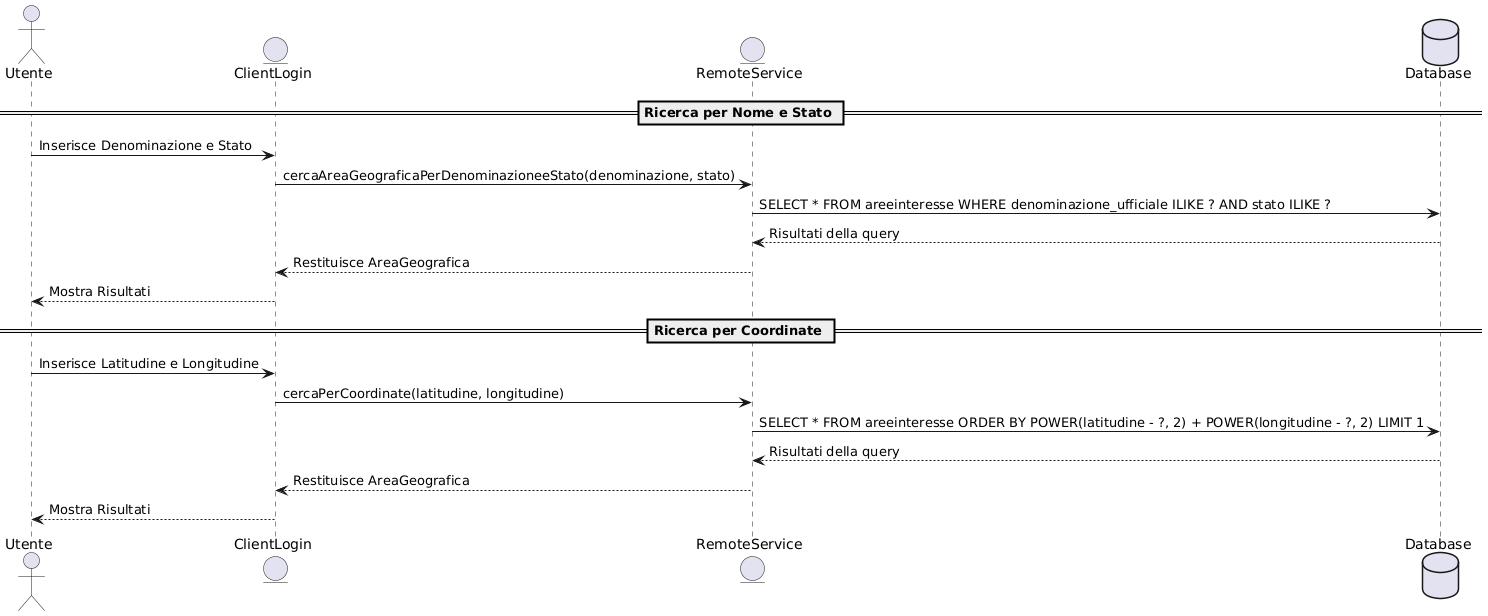 Utente
ClientLogin
RemoteService
Database
Ricerca per Nome e Stato
Inserisce Denominazione e Stato
cercaAreaGeograficaPerDenominazioneeStato(denominazione, stato)
SELECT * FROM areeinteresse WHERE denominazione_ufficiale ILIKE ? AND stato ILIKE ?
Risultati della query
Restituisce AreaGeografica
Mostra Risultati
Ricerca per Coordinate
Inserisce Latitudine e Longitudine
cercaPerCoordinate(latitudine, longitudine)
SELECT * FROM areeinteresse ORDER BY POWER(latitudine - ?, 2) + POWER(longitudine - ?, 2) LIMIT 1
Risultati della query
Restituisce AreaGeografica
Mostra Risultati
Utente
ClientLogin
RemoteService
Database